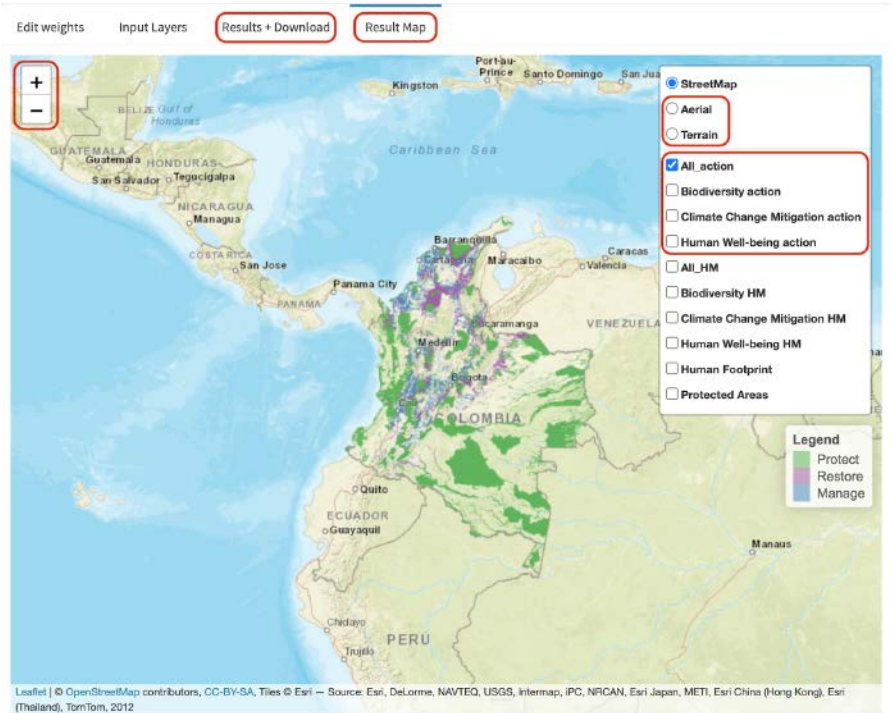 Edit weights
Input Layers
Results + Download
Result Map
+
−
StreetMap
Aerial
Terrain
All_action
Biodiversity action
Climate Change Mitigation action
Human Well-being action
All_HM
Biodiversity HM
Climate Change Mitigation HM
Human Well-being HM
Human Footprint
Protected Areas
Legend
Protect
Restore
Manage
Port-au-
Prince
Santo Domingo
San Jua
Kingston
BELIZE
Gulf of
Honduras
GUATEMALA
Guatemala
HONDURAS
San Salvador
Tegucigalpa
Caribbean Sea
NICARAGUA
Managua
COSTA RICA
San Jose
Panama City
PANAMA
Barranquilla
Cartagena
Maracaibo
Caracas
Valencia
VENEZUELA
Medellin
Bogota
COLOMBIA
Quito
ECUADOR
Guayaquil
Manaus
Chiclayo
PERU
Trujillo
Leaflet | © OpenStreetMap contributors, CC-BY-SA, Tiles © Esri — Source: Esri, DeLorme, NAVTEQ, USGS, Intermap, iPC, NRCAN, Esri Japan, METI, Esri China (Hong Kong), Esri
(Thailand), TomTom, 2012